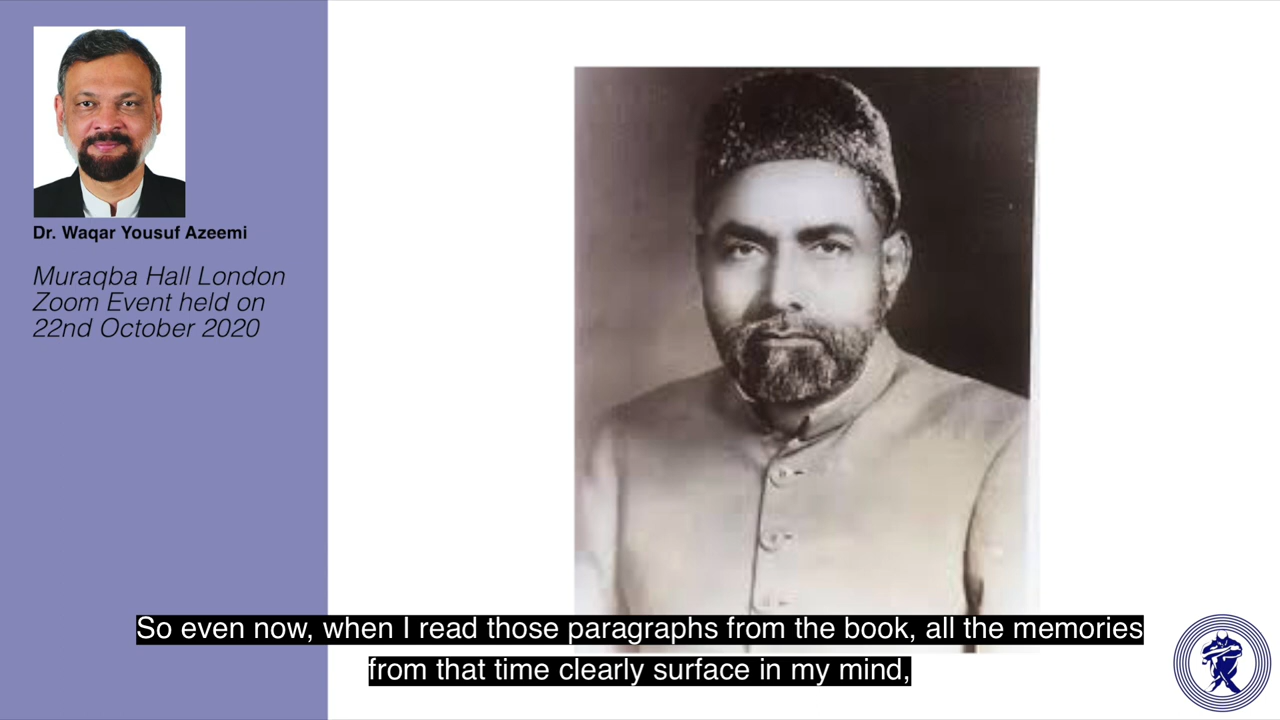 Dr. Waqar Yousuf Azeemi
Muraqba Hall London
Zoom Event held on
22nd October 2020
So even now, when I read those paragraphs from the book, all the memories
from that time clearly surface in my mind,